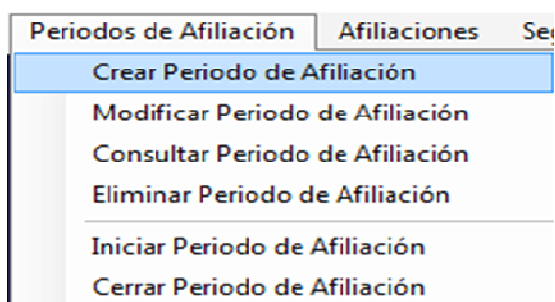 Periodos de Afiliación Afiliaciones
Crear Periodo de Afiliación
Modificar Periodo de Afiliación
Consultar Periodo de Afiliación
Eliminar Periodo de Afiliación
Iniciar Periodo de Afiliación
Cerrar Periodo de Afiliación